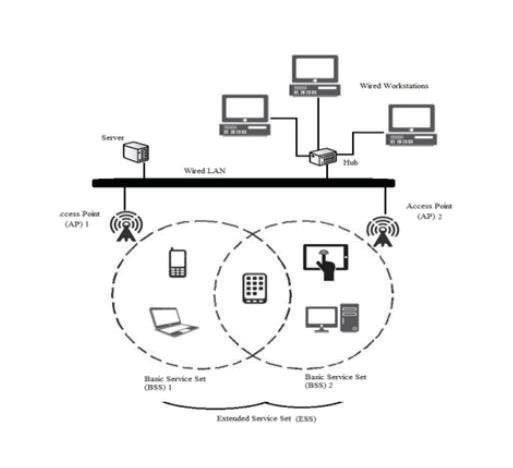 Wired Workstations
Server
Hub
Wired LAN
Access Point
(AP) 1
Access Point
(AP) 2
Basic Service Set
(BSS) 1
Basic Service Set
(BSS) 2
Extended Service Set (ESS)